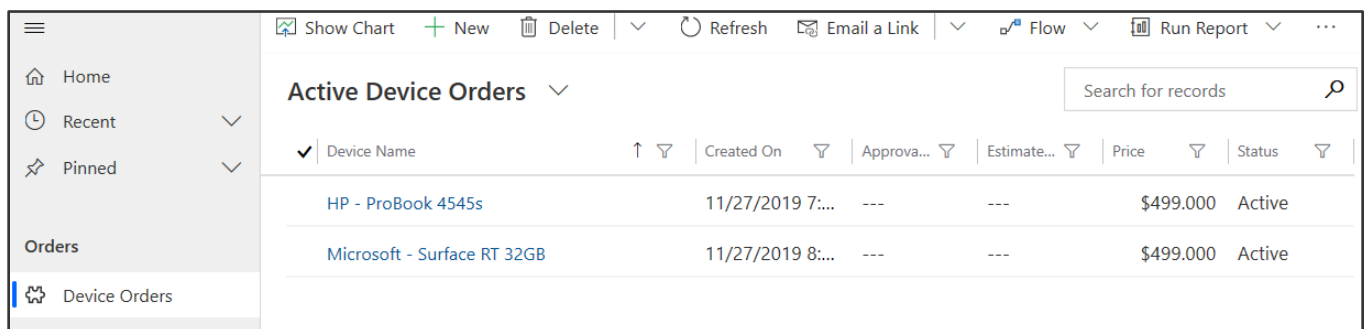 Show Chart New Delete Refresh Email a Link Flow Run Report ...
Home
Recent
Pinned
Orders
Device Orders
Active Device Orders
Search for records
Device Name Created On Approva... Estimate... Price Status
HP - ProBook 4545s 11/27/2019 7:... --- --- $499.000 Active
Microsoft - Surface RT 32GB 11/27/2019 8:... --- --- $499.000 Active